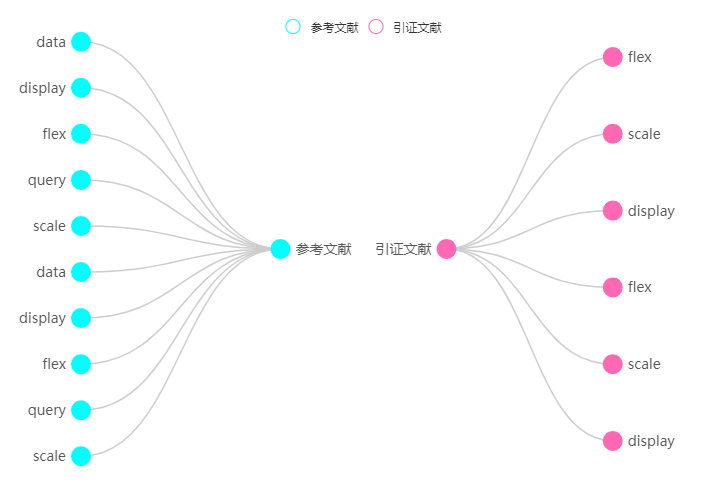 参考文献
引证文献
data
display
flex
query
scale
data
display
flex
query
scale
参考文献
引证文献
flex
scale
display
flex
scale
display